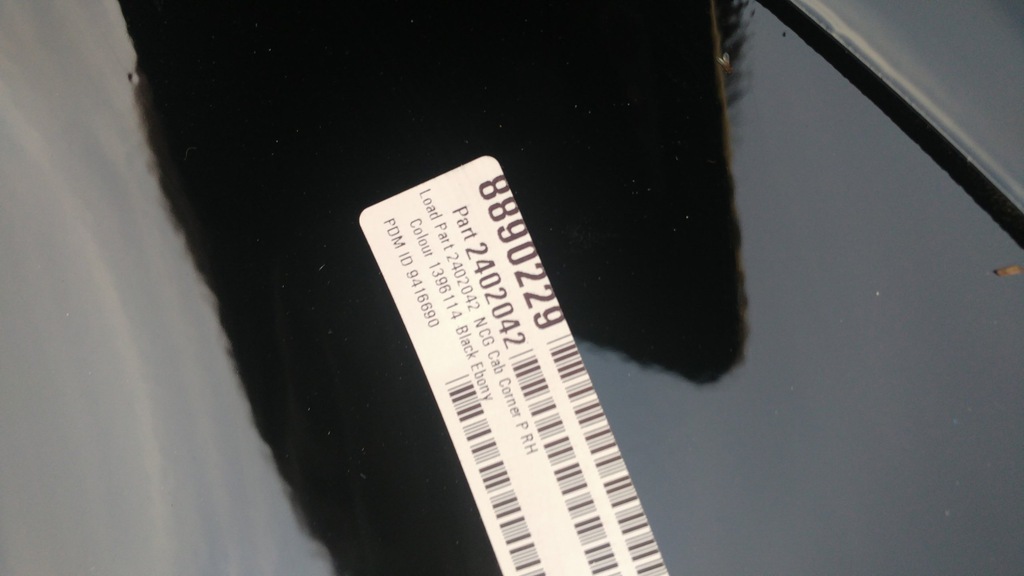 8890229
Part 2402042
Load Part 2402042 NCG Cab Corner P RH
Colour 1396114 Black Ebony
PDM ID 9416690